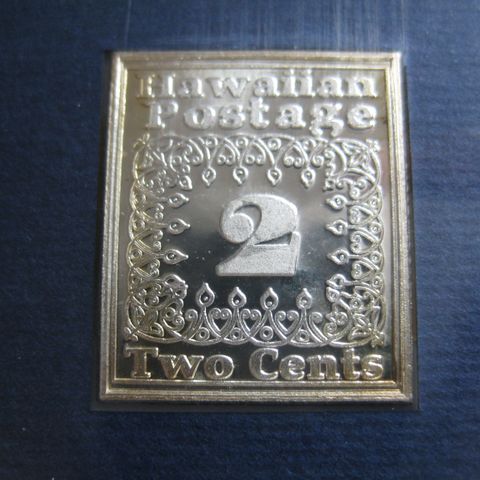 Hawaiian
Postage
2
Two Cents